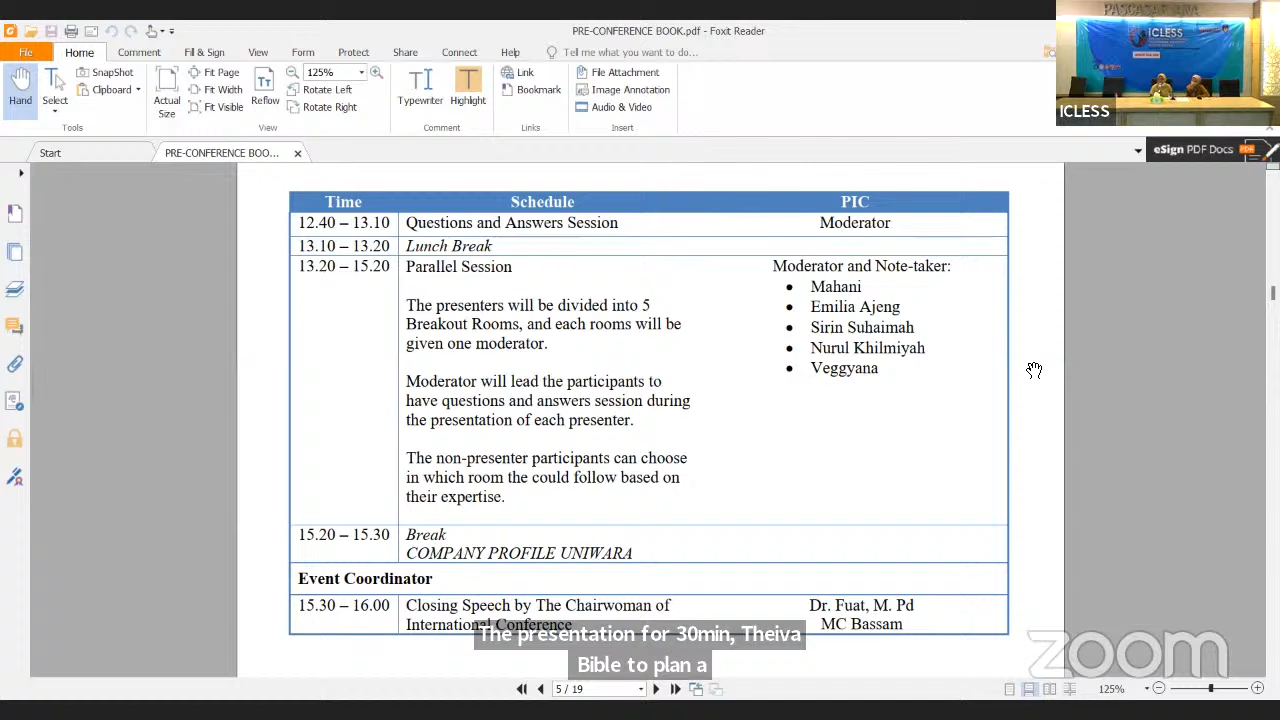 PRE-CONFERENCE BOOK.pdf - Foxit Reader
File Home Comment Fill & Sign View Form Protect Share Connect Help Tell me what you want to do...
Hand
Select
SnapShot
Clipboard
Tools
Actual Size
Fit Page
Fit Width
Fit Visible
Reflow
125%
Rotate Left
Rotate Right
View
Typewriter
Highlight
Comment
Link
Bookmark
Links
File Attachment
Image Annotation
Audio & Video
Insert
PASCASARJANA
ICLESS
ICLESS
Start
PRE-CONFERENCE BOO...
eSign PDF Docs
Time Schedule PIC
12.40 – 13.10 Questions and Answers Session Moderator
13.10 – 13.20 Lunch Break
13.20 – 15.20 Parallel Session Moderator and Note-taker:
• Mahani
The presenters will be divided into 5 • Emilia Ajeng
Breakout Rooms, and each rooms will be • Sirin Suhaimah
given one moderator. • Nurul Khilmiyah
• Veggyana
Moderator will lead the participants to
have questions and answers session during
the presentation of each presenter.
The non-presenter participants can choose
in which room the could follow based on
their expertise.
15.20 – 15.30 Break
COMPANY PROFILE UNIWARA
Event Coordinator
15.30 – 16.00 Closing Speech by The Chairwoman of Dr. Fuat, M. Pd
International Conference MC Bassam
The presentation for 30min, Theiva
Bible to plan a
zoom
5 / 19
125%